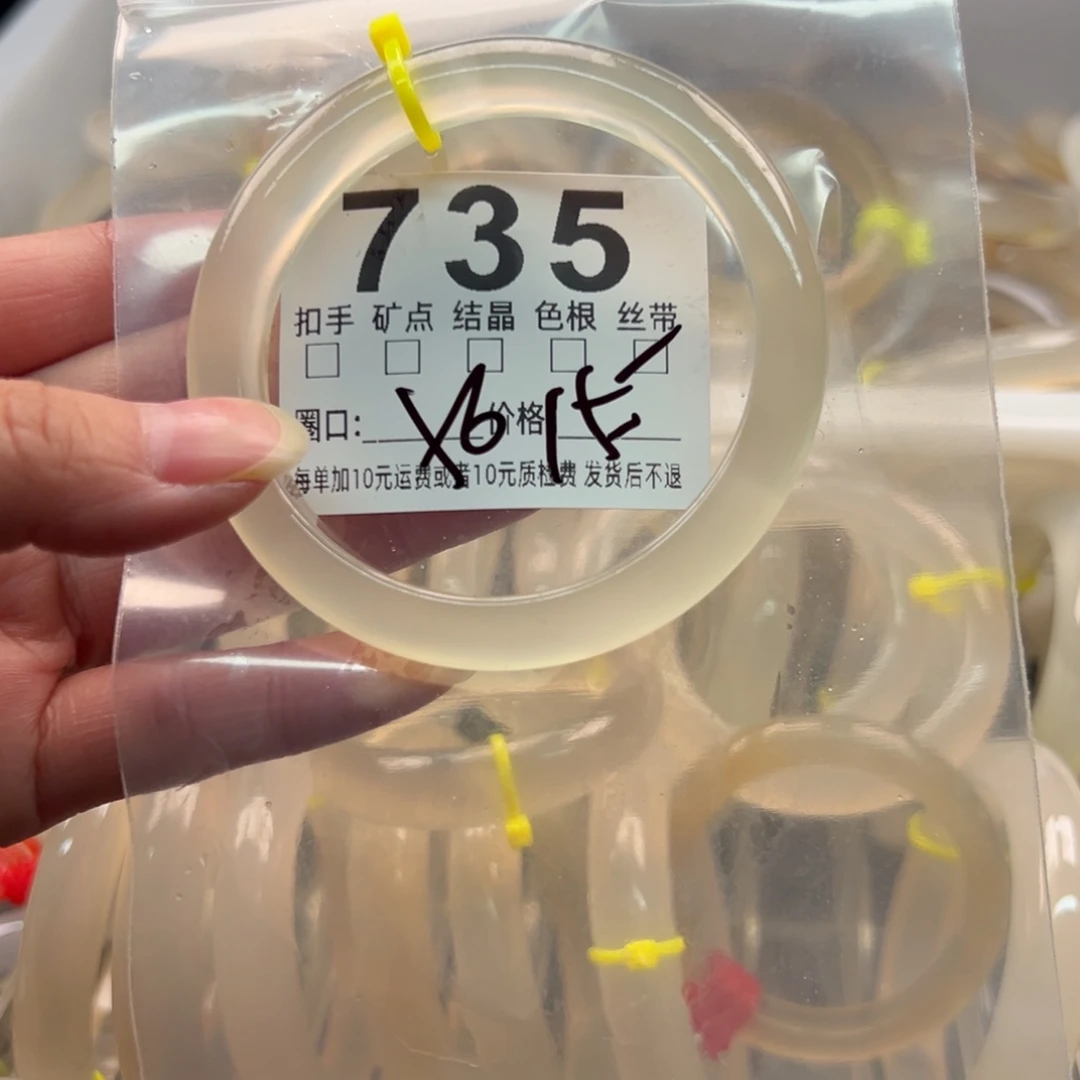 735
扣手 矿点 结晶 色根 丝带
圈口: 价格
每单加10元运费或者10元质检费 发货后不退